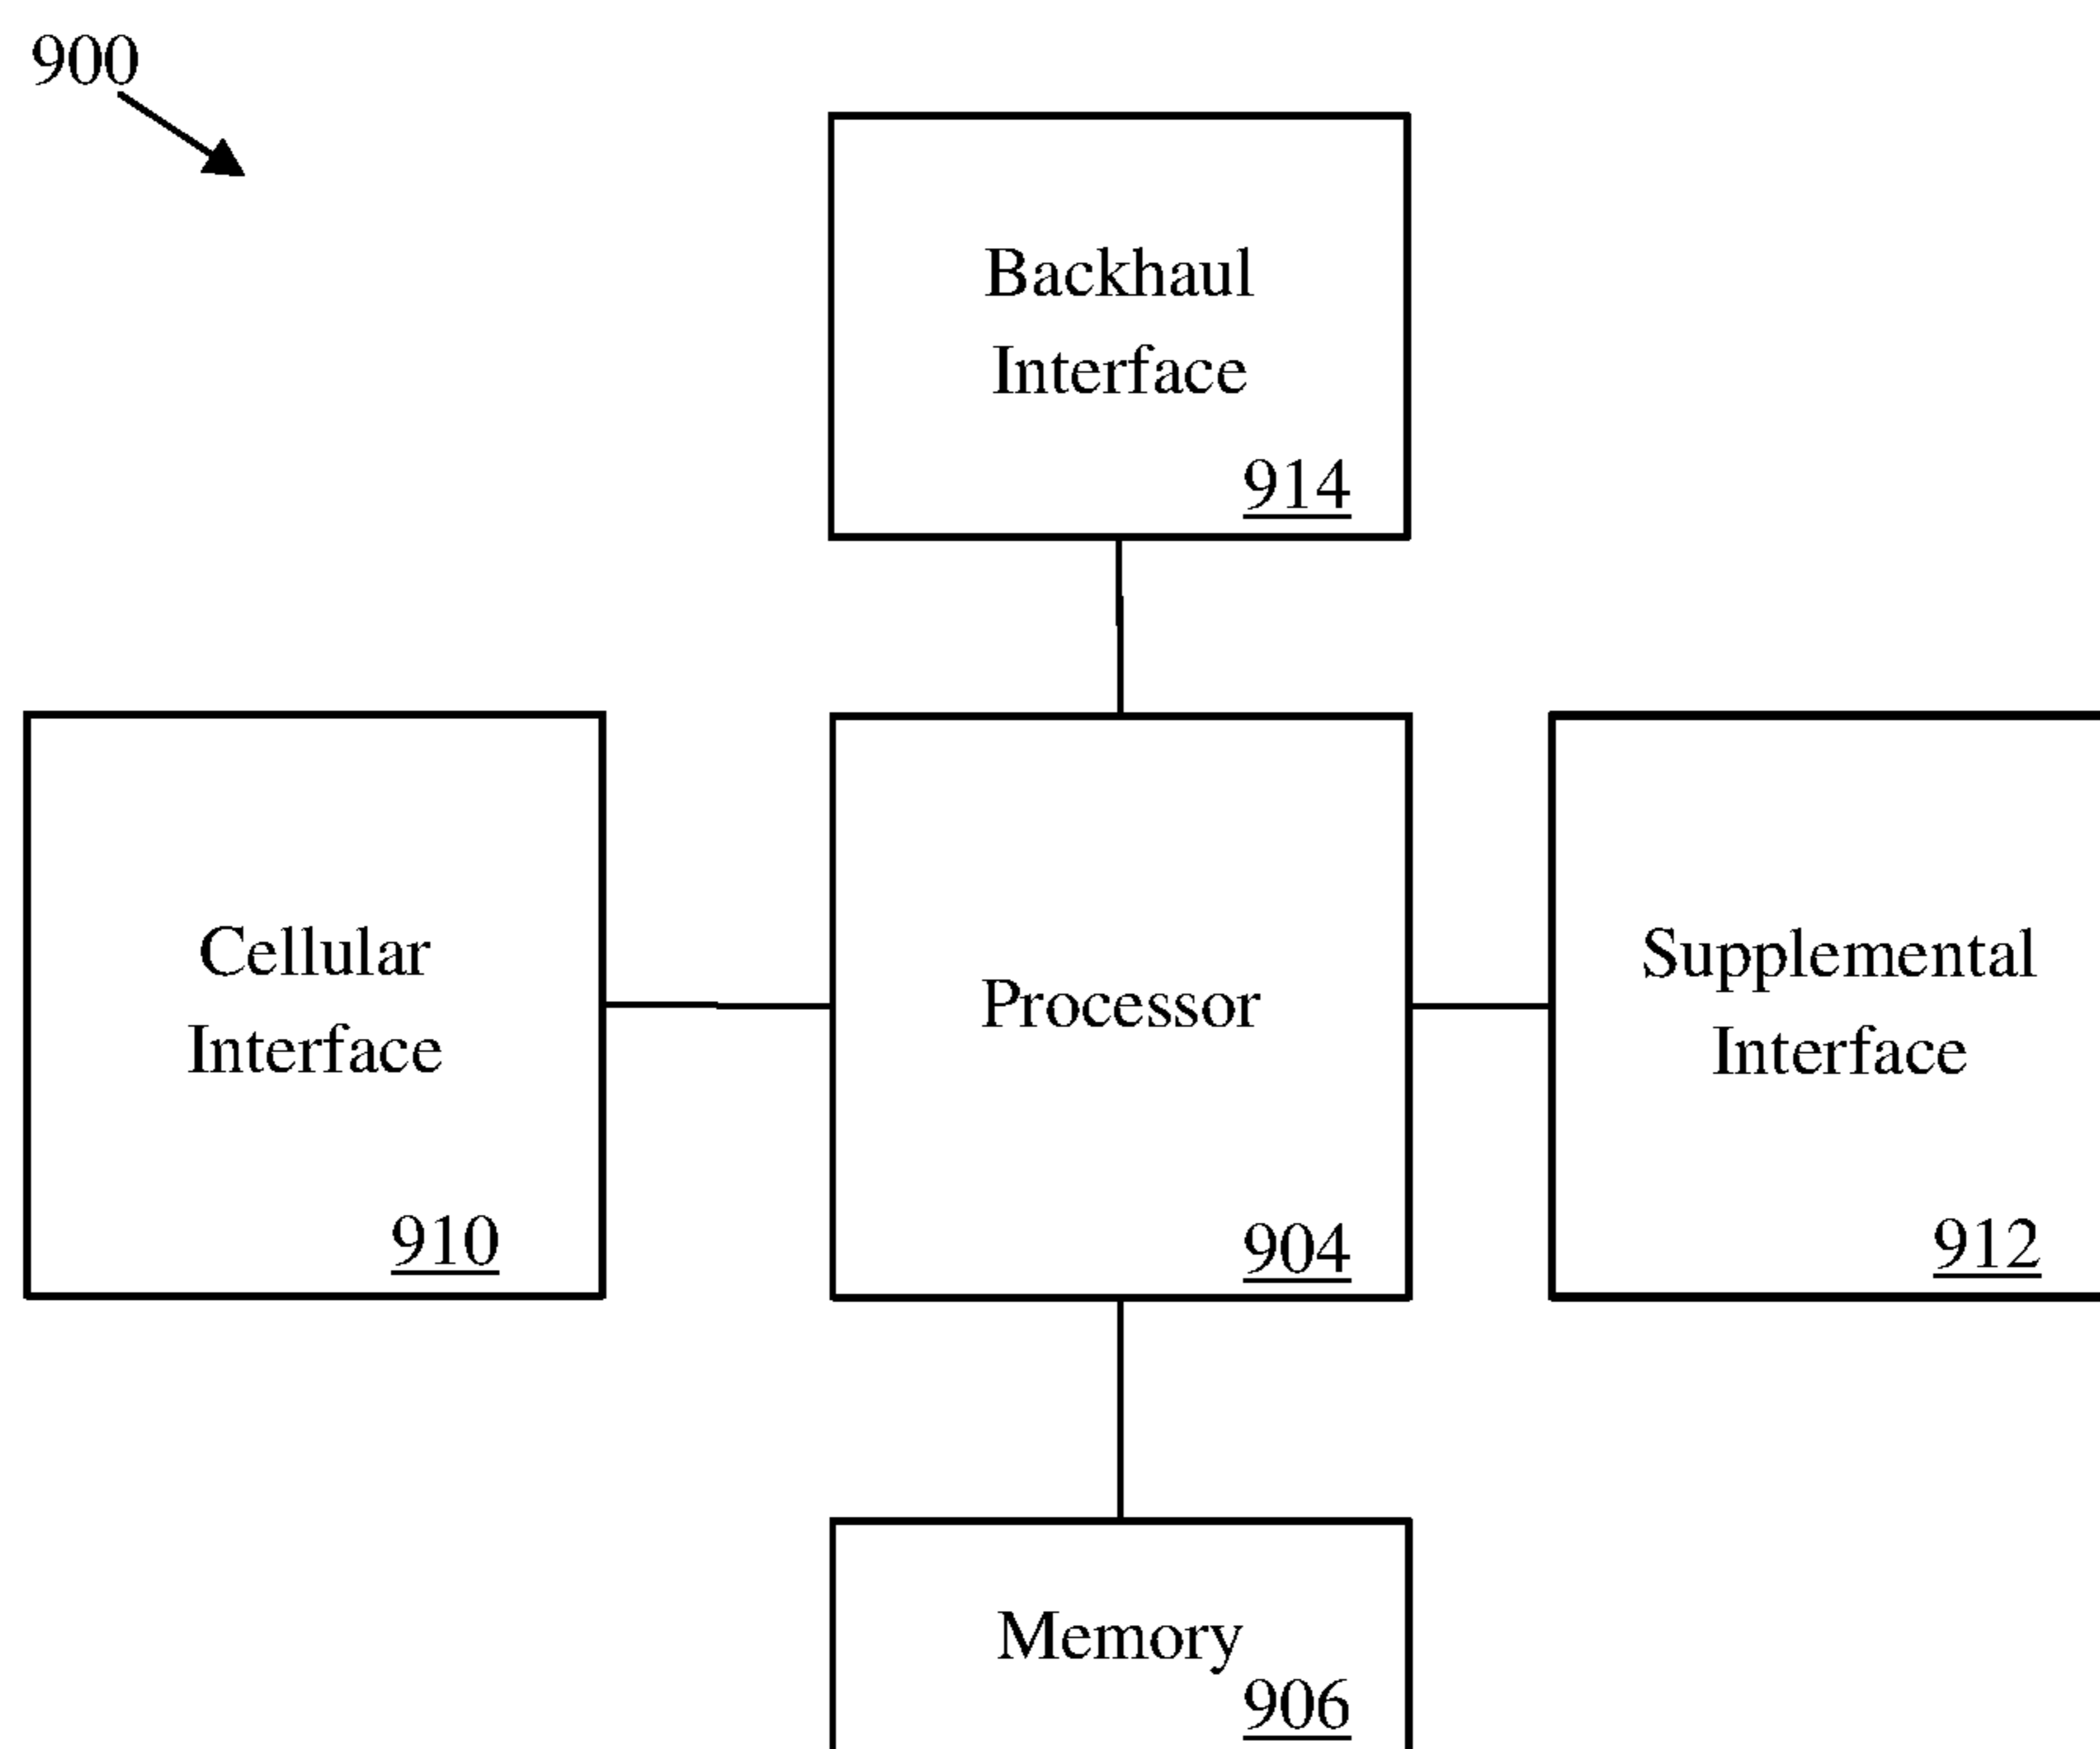 900
Backhaul
Interface
914
Cellular
Interface
910
Processor
904
Supplemental
Interface
912
Memory
906